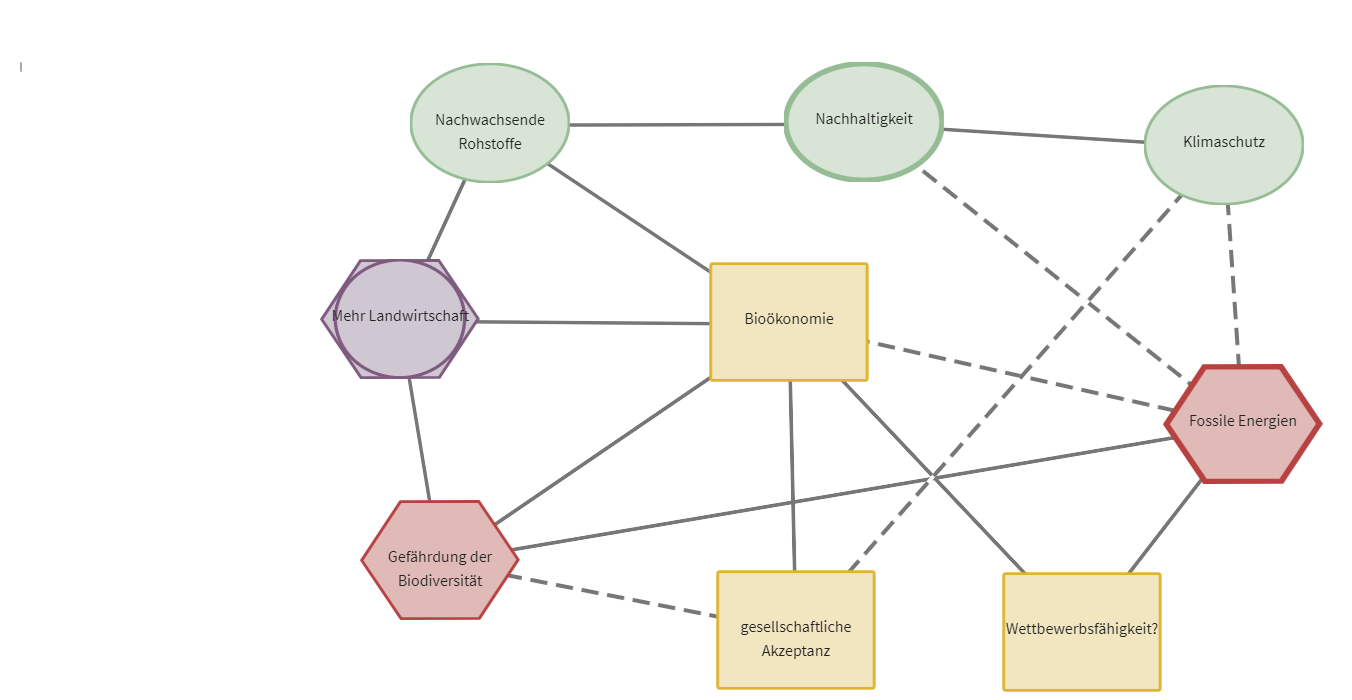 Nachwachsende
Rohstoffe
Nachhaltigkeit
Klimaschutz
Mehr Landwirtschaft
Bioökonomie
Fossile Energien
Gefährdung der
Biodiversität
gesellschaftliche
Akzeptanz
Wettbewerbsfähigkeit?